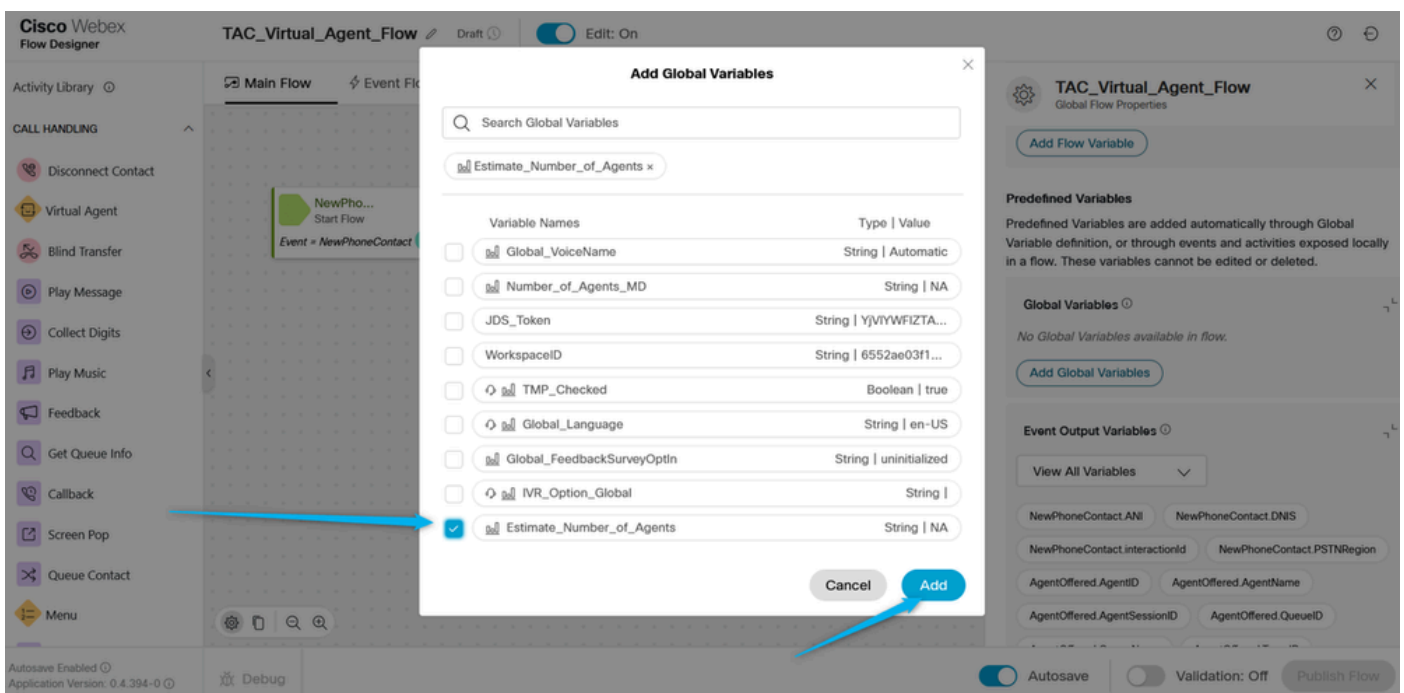 Cisco Webex
Flow Designer
TAC_Virtual_Agent_Flow
Draft
Edit: On
Activity Library
CALL HANDLING
Disconnect Contact
Virtual Agent
Blind Transfer
Play Message
Collect Digits
Play Music
Feedback
Get Queue Info
Callback
Screen Pop
Queue Contact
Menu
Autosave Enabled
Application Version: 0.4.394-0
Main Flow
Event Flo
NewPho...
Start Flow
Event = NewPhoneContact
Debug
Add Global Variables
Search Global Variables
Estimate_Number_of_Agents ×
Variable Names Type | Value
Global_VoiceName String | Automatic
Number_of_Agents_MD String | NA
JDS_Token String | YjVlYWFlZTA...
WorkspaceID String | 6552ae03f1...
TMP_Checked Boolean | true
Global_Language String | en-US
Global_FeedbackSurveyOptIn String | uninitialized
IVR_Option_Global String |
Estimate_Number_of_Agents String | NA
Cancel Add
TAC_Virtual_Agent_Flow
Global Flow Properties
Add Flow Variable
Predefined Variables
Predefined Variables are added automatically through Global
Variable definition, or through events and activities exposed locally
in a flow. These variables cannot be edited or deleted.
Global Variables
No Global Variables available in flow.
Add Global Variables
Event Output Variables
View All Variables
NewPhoneContact.ANI NewPhoneContact.DNIS
NewPhoneContact.interactionId NewPhoneContact.PSTNRegion
AgentOffered.AgentID AgentOffered.AgentName
AgentOffered.AgentSessionID AgentOffered.QueueID
Autosave Validation: Off Publish Flow